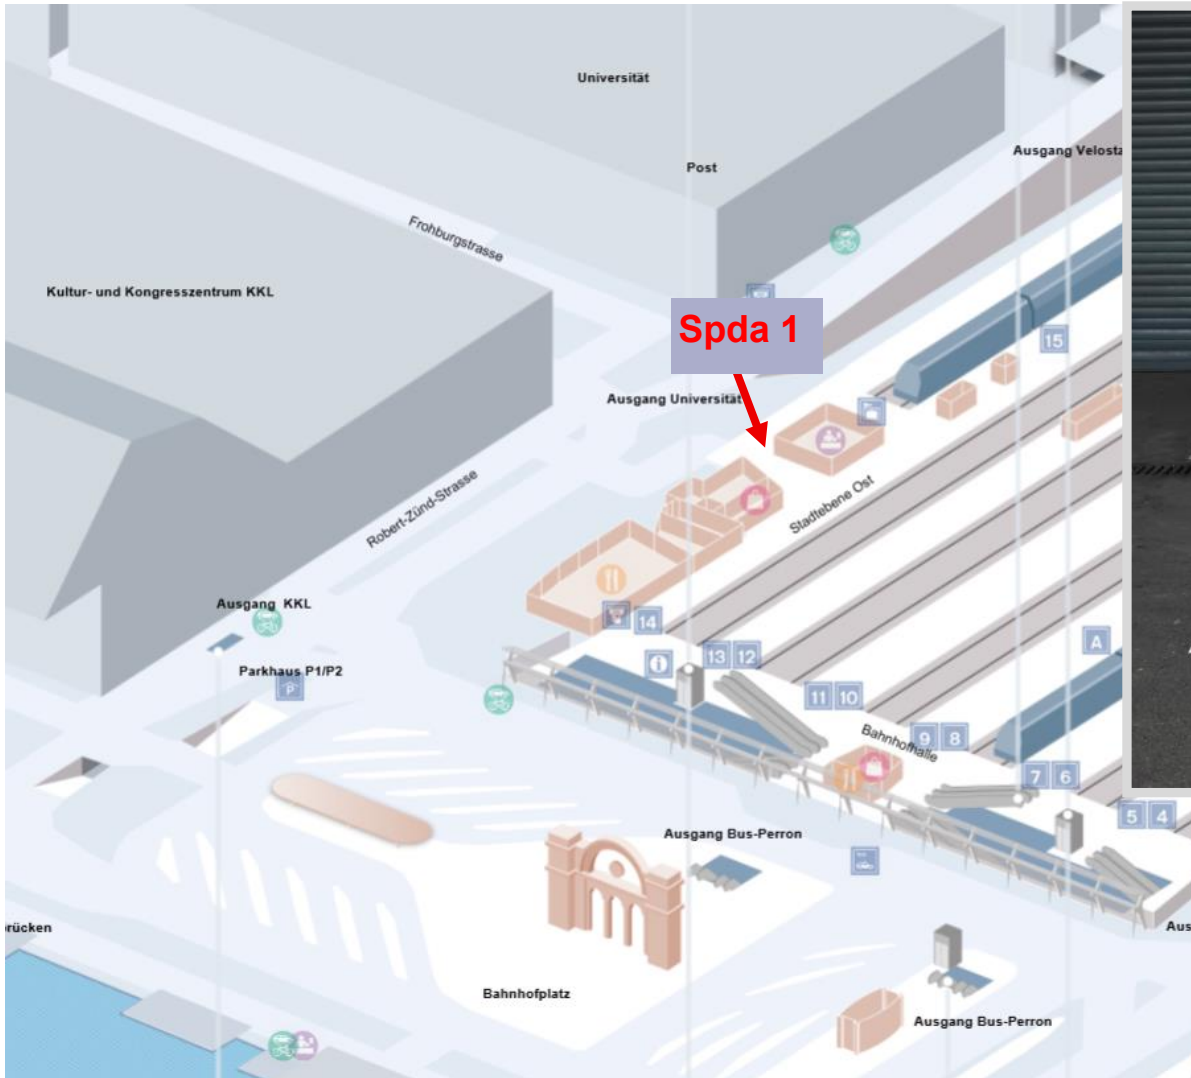 Universität
Ausgang Velosta
Post
Frohburgstrasse
Kultur- und Kongresszentrum KKL
Spda 1
15
Ausgang Universität
Stadtebene Ost
Robert-Zünd-Strasse
Ausgang KKL
14
i
13 12
A
Parkhaus P1/P2
P
11 10
Bahnhofhalle
9 8
7 6
5 4
Ausgang Bus-Perron
rücken
Aus
Bahnhofplatz
Ausgang Bus-Perron